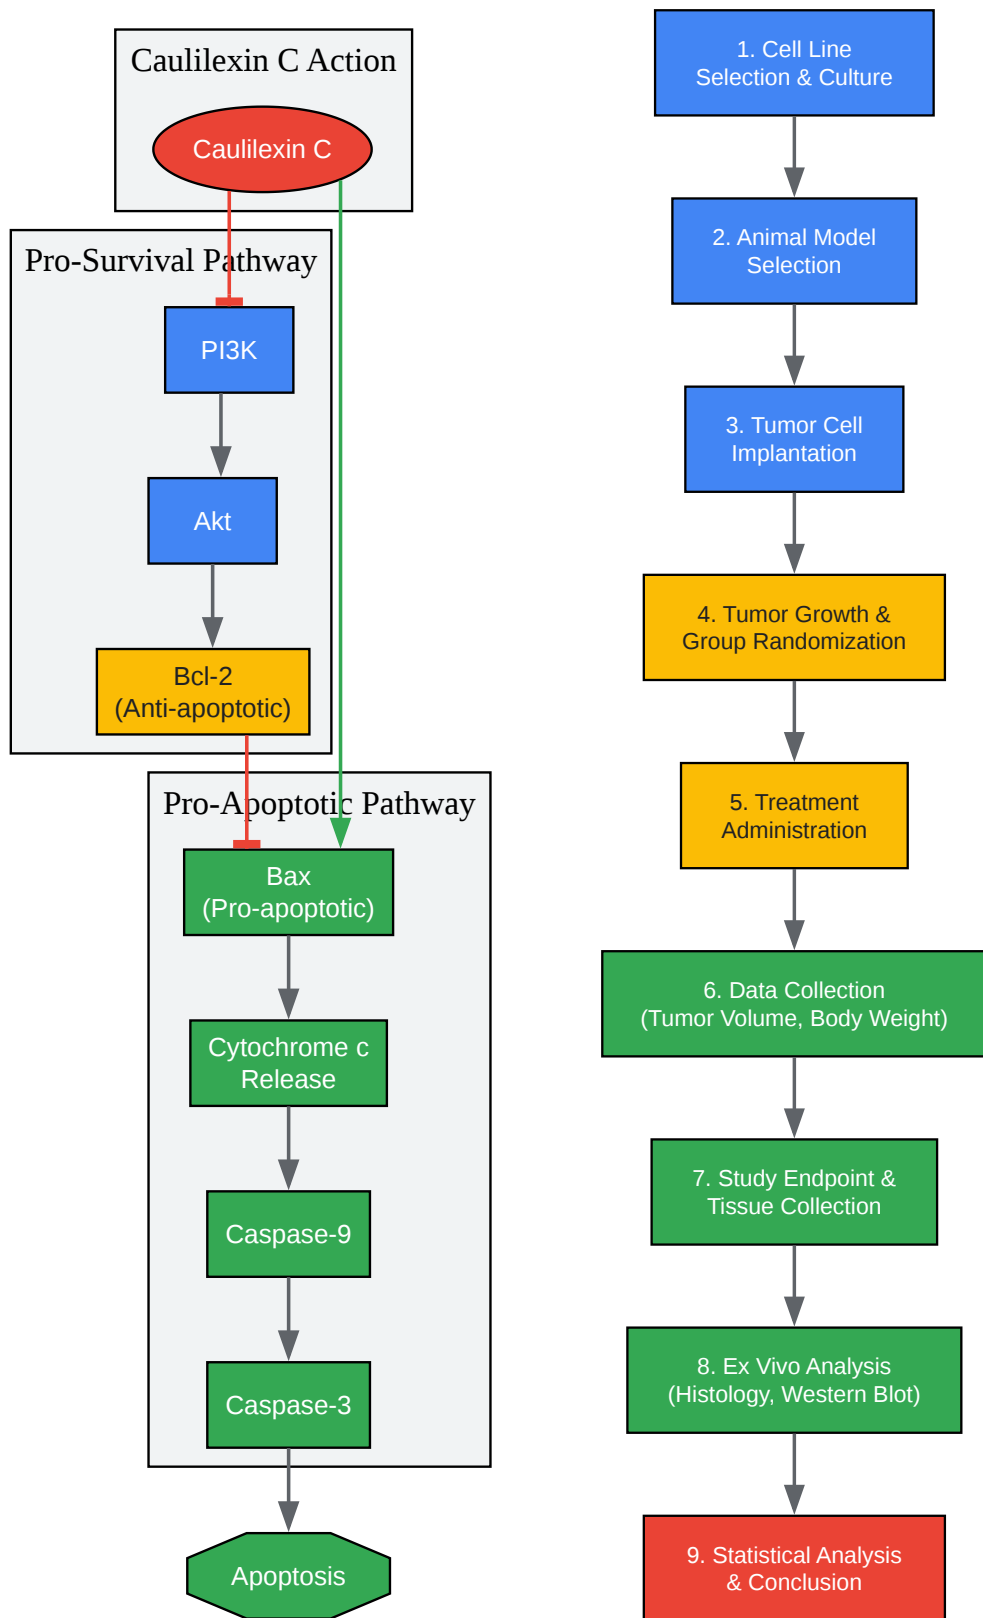 Caulilexin C Action
Caulilexin C
Pro-Survival Pathway
PI3K
Akt
Bcl-2
(Anti-apoptotic)
Pro-Apoptotic Pathway
Bax
(Pro-apoptotic)
Cytochrome c
Release
Caspase-9
Caspase-3
Apoptosis
1. Cell Line
Selection & Culture
2. Animal Model
Selection
3. Tumor Cell
Implantation
4. Tumor Growth &
Group Randomization
5. Treatment
Administration
6. Data Collection
(Tumor Volume, Body Weight)
7. Study Endpoint &
Tissue Collection
8. Ex Vivo Analysis
(Histology, Western Blot)
9. Statistical Analysis
& Conclusion